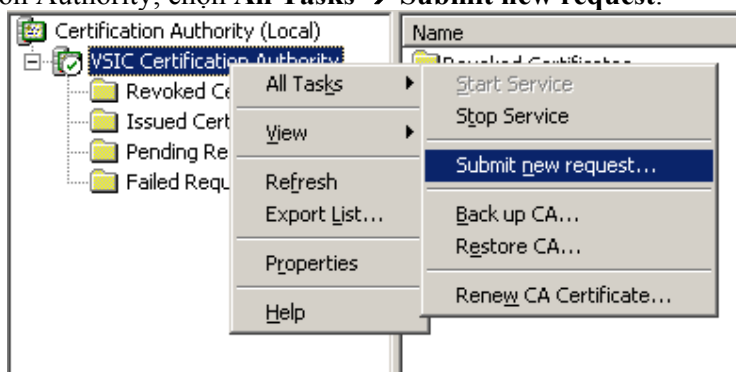 on Authority, chọn All Tasks → Submit new request.
Certification Authority (Local)
Name
VSIC Certification Authority
Revoked Certificates
Revoked Ce
All Tasks
Start Service
Issued Cert
Stop Service
View
Pending Re
Submit new request...
Failed Requ
Refresh
Export List...
Back up CA...
Restore CA...
Properties
Renew CA Certificate...
Help